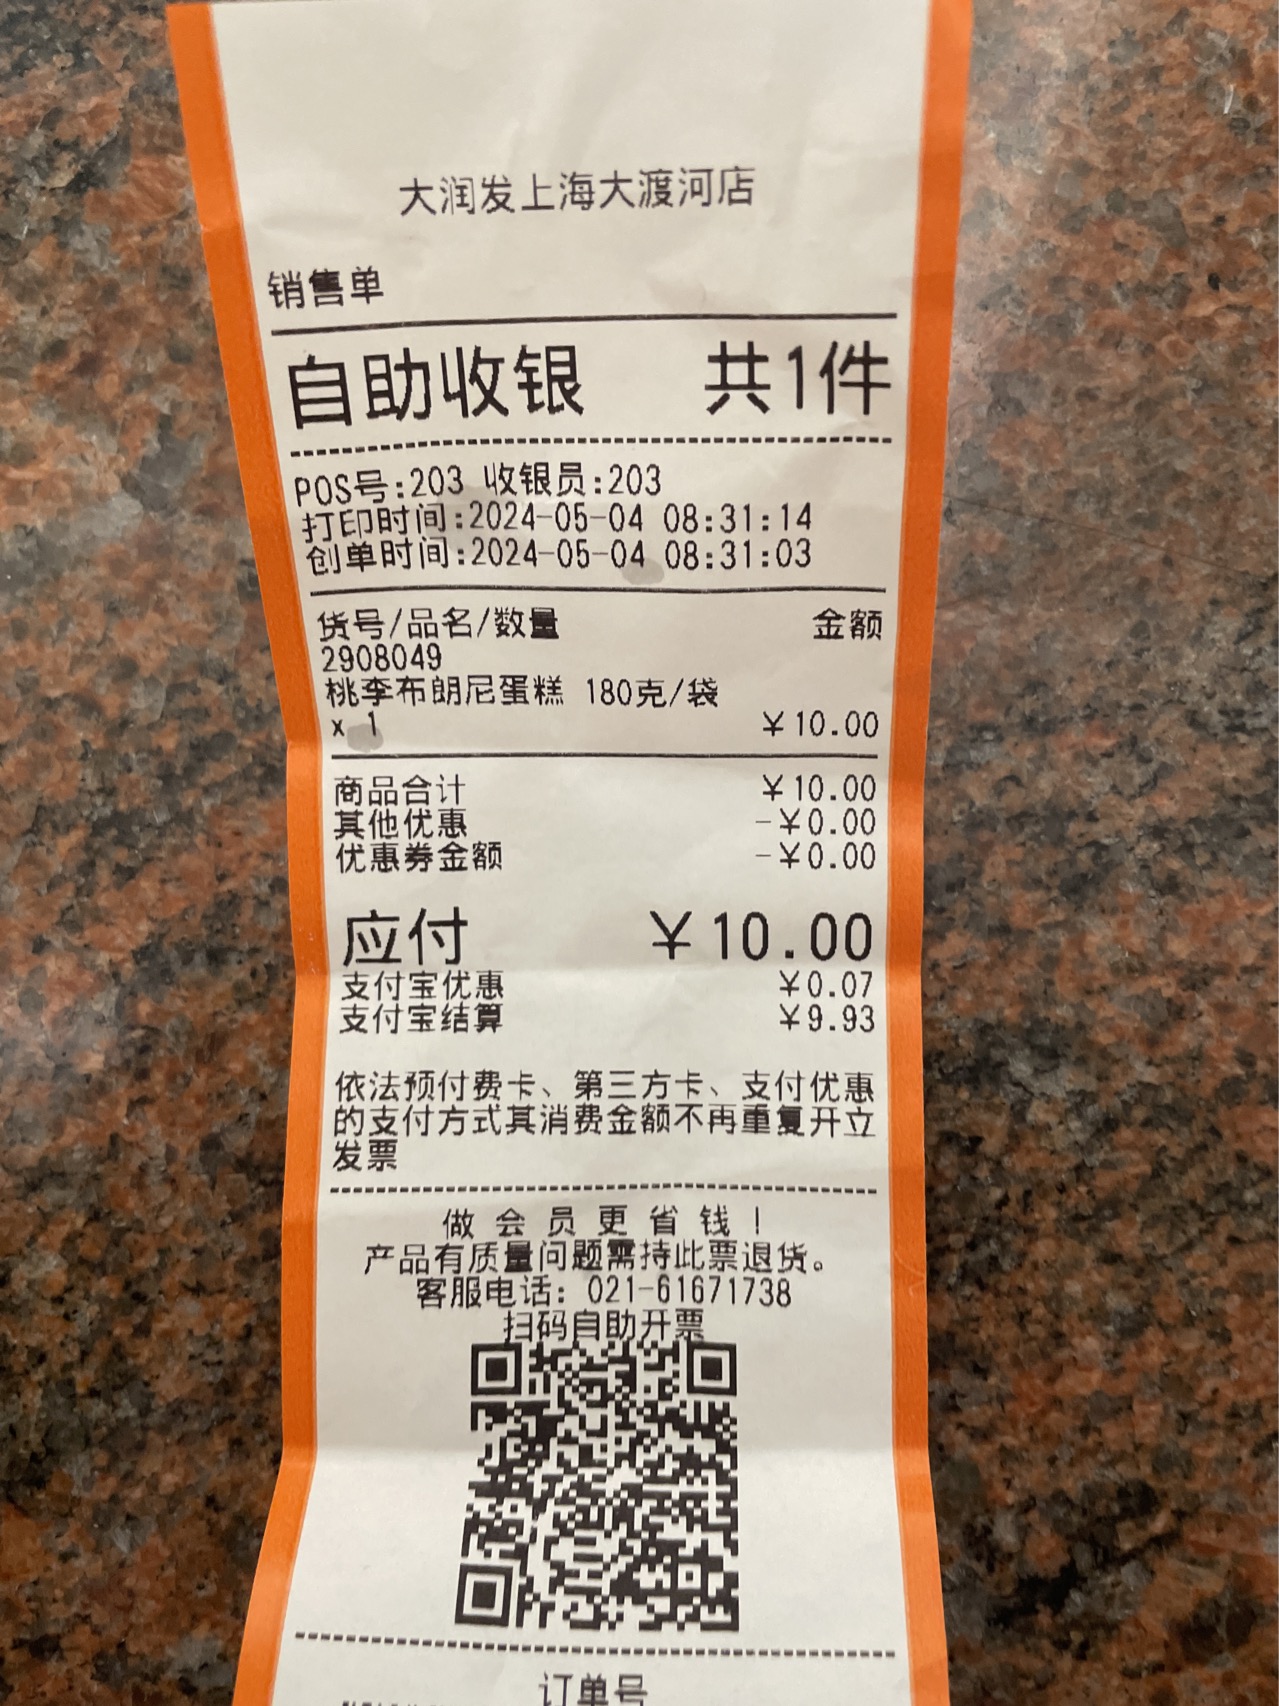 大润发上海大渡河店
销售单
自助收银 共1件
POS号:203 收银员:203
打印时间:2024-05-04 08:31:14
创单时间:2024-05-04 08:31:03
货号/品名/数量 金额
2908049
桃李布朗尼蛋糕 180克/袋
x 1 ¥10.00
商品合计 ¥10.00
其他优惠 -¥0.00
优惠券金额 -¥0.00
应付 ¥10.00
支付宝优惠 ¥0.07
支付宝结算 ¥9.93
依法预付费卡、第三方卡、支付优惠
的支付方式其消费金额不再重复开立
发票
做会员更省钱!
产品有质量问题需持此票退货。
客服电话: 021-61671738
扫码自助开票
订单号